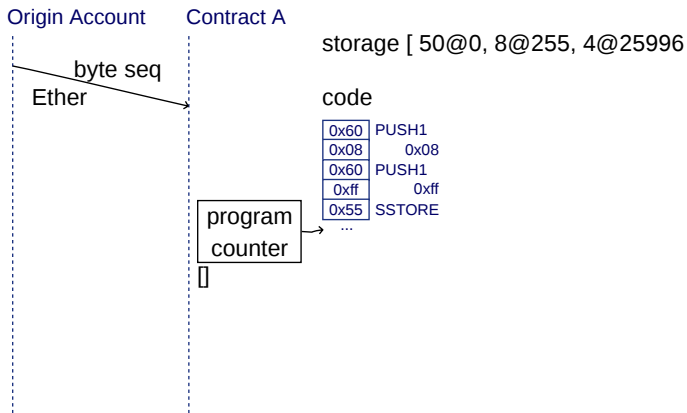 Origin Account
Contract A
storage [ 50@0, 8@255, 4@25996
byte seq
Ether
code
0x60 PUSH1
0x08 0x08
0x60 PUSH1
0xff 0xff
0x55 SSTORE
...
program
counter
[]